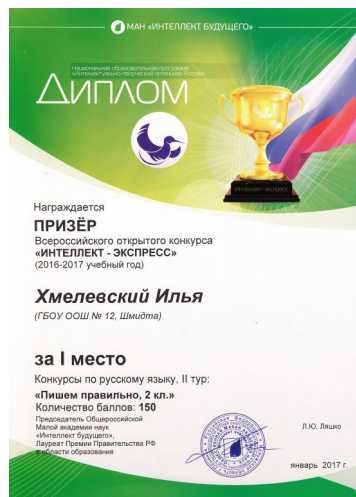 МАН «ИНТЕЛЛЕКТ БУДУЩЕГО»
Национальная образовательная программа
«Интеллектуально-творческий потенциал России»
Диплом
Интеллект-экспресс
Награждается
ПРИЗЁР
Всероссийского открытого конкурса
«ИНТЕЛЛЕКТ - ЭКСПРЕСС»
(2016-2017 учебный год)
Хмелевский Илья
(ГБОУ ООШ № 12, Шмидта)
за I место
Конкурсы по русскому языку, II тур:
«Пишем правильно, 2 кл.»
Количество баллов: 150
Председатель Общероссийской
Малой академии наук
«Интеллект будущего»,
Лауреат Премии Правительства РФ
в области образования
Л.Ю. Ляшко
январь 2017 г.